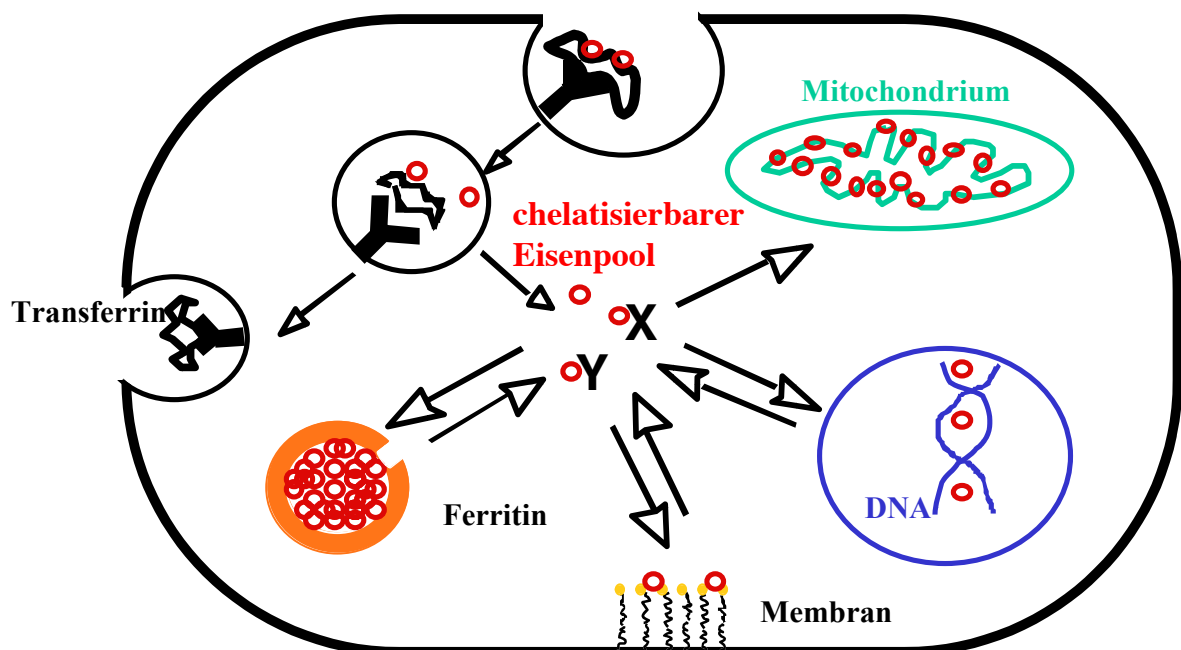 Mitochondrium
chelatisierbarer
Eisenpool
Transferrin
X
Y
Ferritin
DNA
Membran